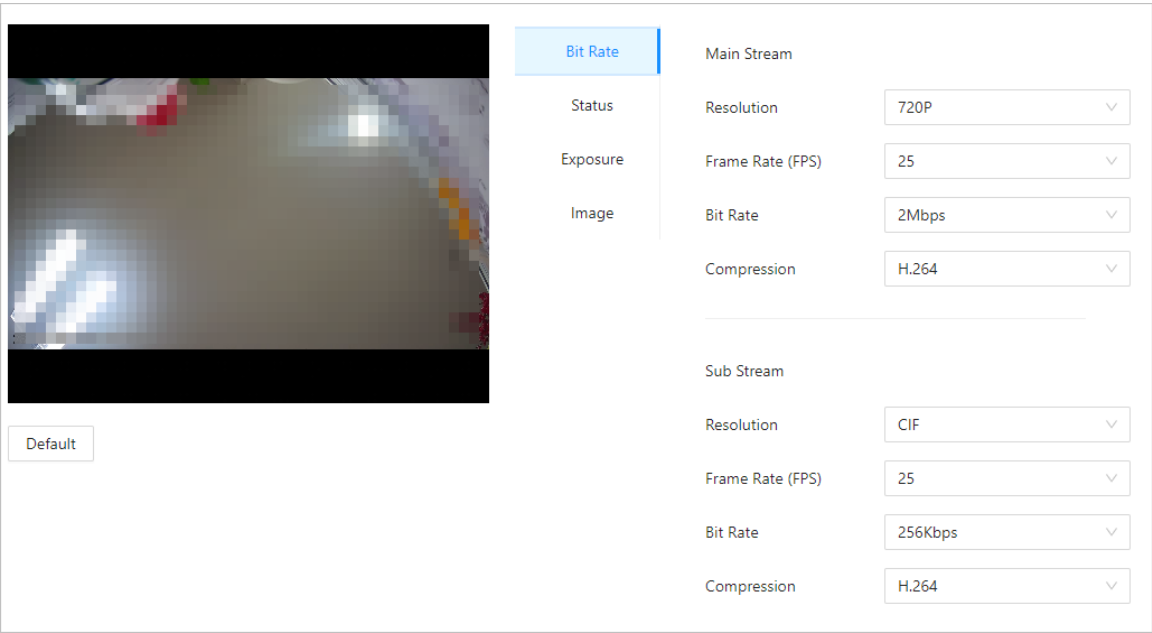 Bit Rate
Status
Exposure
Image
Main Stream
Resolution 720P
Frame Rate (FPS) 25
Bit Rate 2Mbps
Compression H.264
Sub Stream
Resolution CIF
Frame Rate (FPS) 25
Bit Rate 256Kbps
Compression H.264
Default